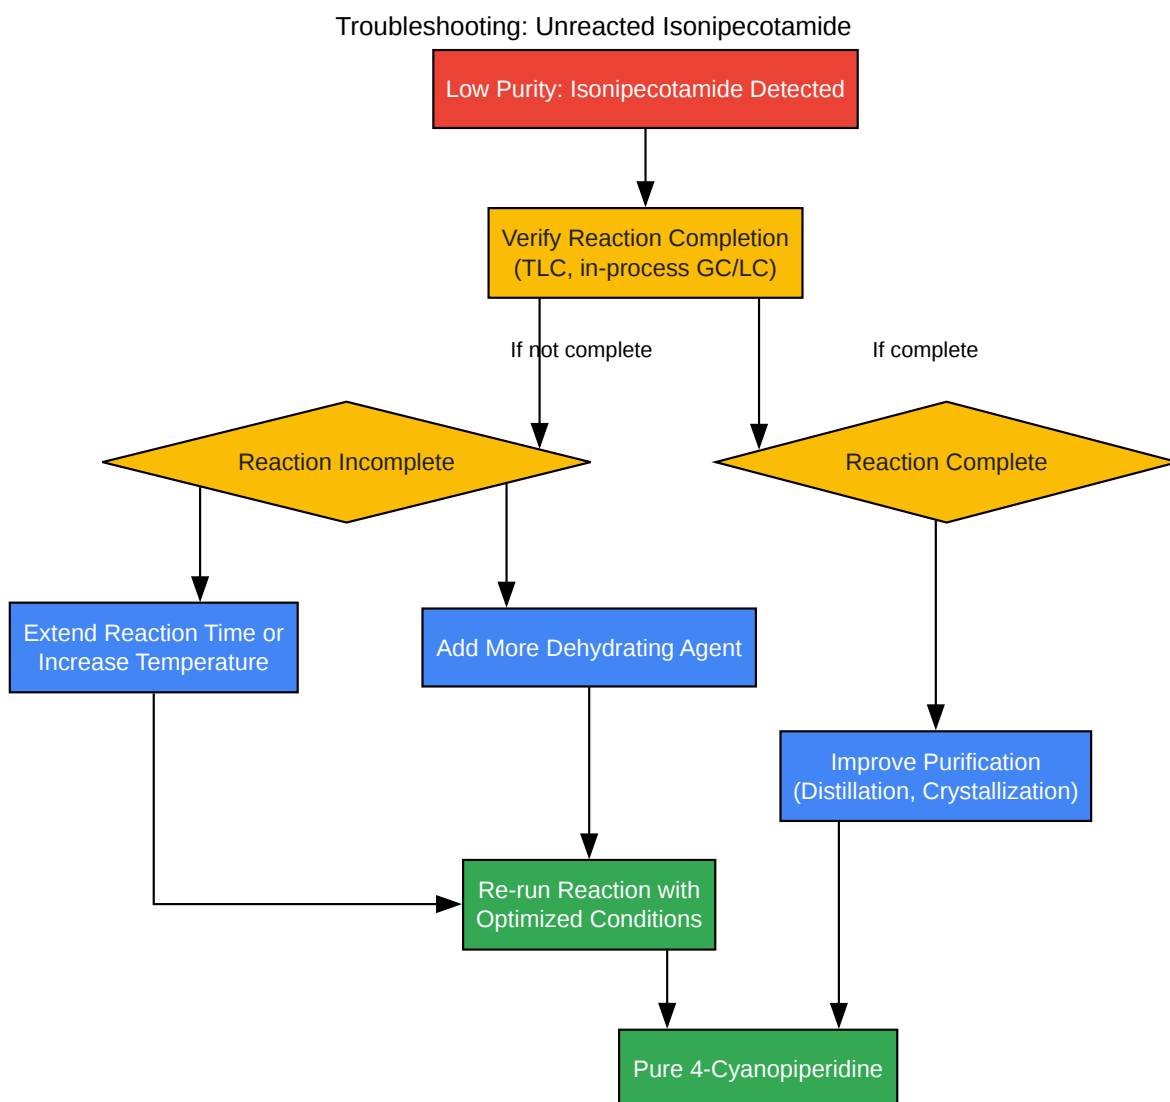 Troubleshooting: Unreacted Isonipecotamide
Low Purity: Isonipecotamide Detected
Verify Reaction Completion
(TLC, in-process GC/LC)
If not complete
If complete
Reaction Incomplete
Reaction Complete
Extend Reaction Time or
Increase Temperature
Add More Dehydrating Agent
Improve Purification
(Distillation, Crystallization)
Re-run Reaction with
Optimized Conditions
Pure 4-Cyanopiperidine